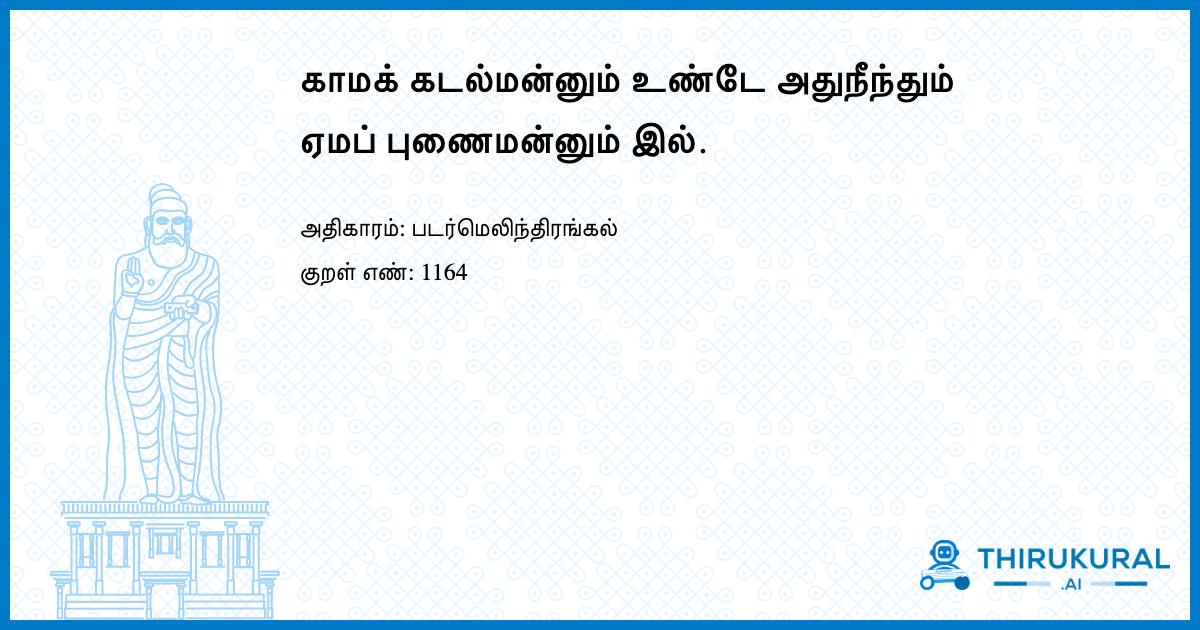 காமக் கடல்மன்னும் உண்டே அதுநீந்தும்
ஏமப் புணைமன்னும் இல்.
அதிகாரம்: படர்மெலிந்திரங்கல்
குறள் எண்: 1164
THIRUKURAL
.AI